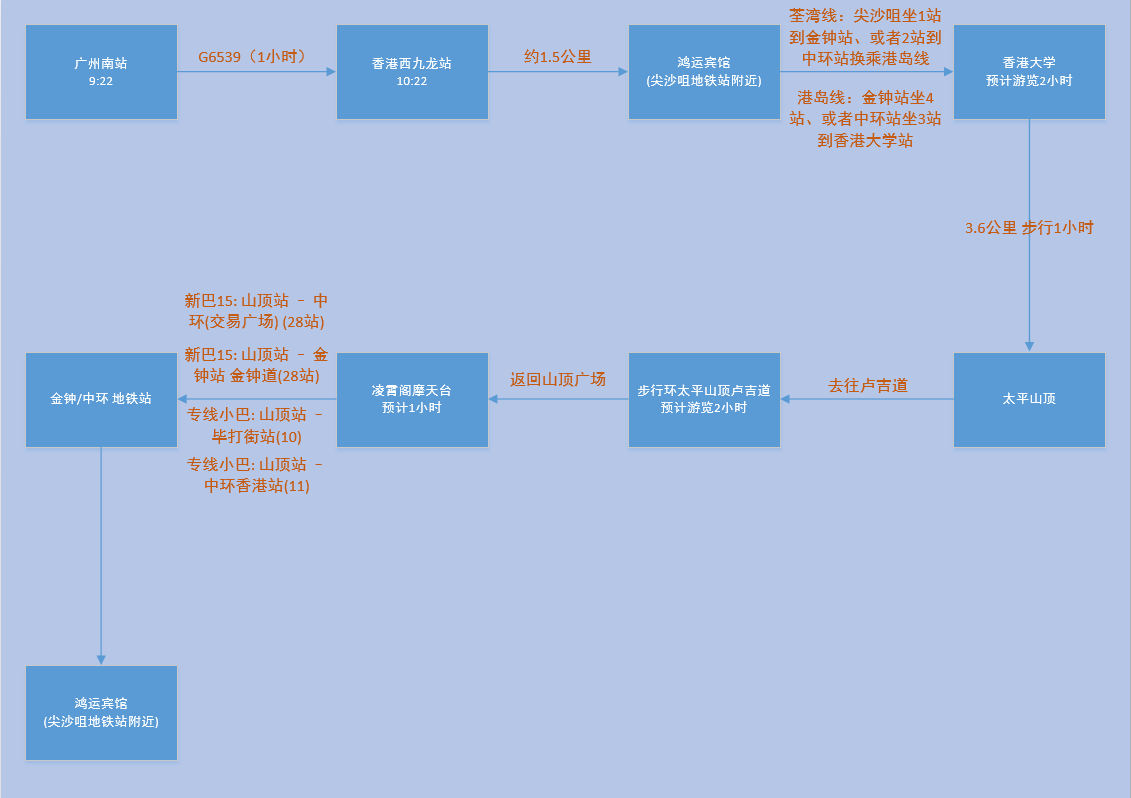 广州南站
9:22
G6539（1小时）
香港西九龙站
10:22
约1.5公里
鸿运宾馆
(尖沙咀地铁站附近)
荃湾线：尖沙咀坐1站
到金钟站、或者2站到
中环站换乘港岛线
港岛线：金钟站坐4
站、或者中环站坐3站
到香港大学站
香港大学
预计游览2小时
3.6公里 步行1小时
太平山顶
去往卢吉道
步行环太平山顶卢吉道
预计游览2小时
返回山顶广场
凌霄阁摩天台
预计1小时
新巴15: 山顶站 – 中
环(交易广场) (28站)
新巴15: 山顶站 – 金
钟站 金钟道(28站)
专线小巴: 山顶站 –
毕打街站(10)
专线小巴: 山顶站 –
中环香港站(11)
金钟/中环 地铁站
鸿运宾馆
(尖沙咀地铁站附近)